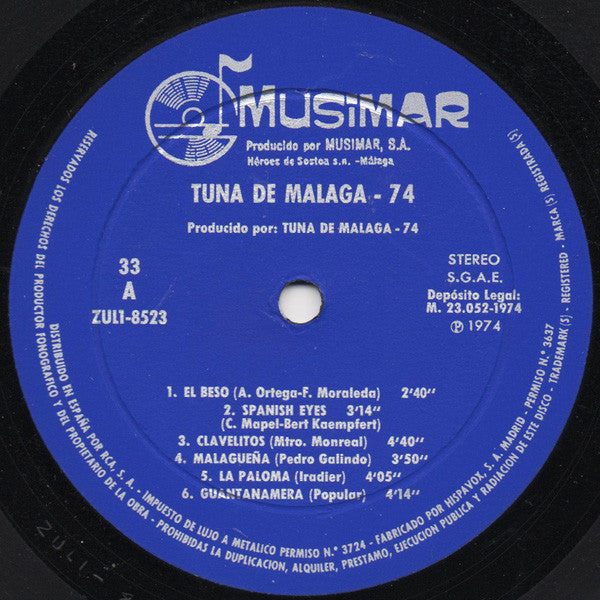 MUSIMAR
Producido por MUSIMAR, S.A.
Héroes de Sostoa s.n. -Málaga
TUNA DE MALAGA - 74
Producido por: TUNA DE MALAGA - 74
33
A
ZUL1-8523
STEREO
S.G.A.E.
Depósito Legal:
M. 23.052-1974
Ⓟ 1974
1. EL BESO (A. Ortega-F. Moraleda) 2'40''
2. SPANISH EYES 3'14''
(C. Mapel-Bert Kaempfert)
3. CLAVELITOS (Mtro. Monreal) 4'40''
4. MALAGUEÑA (Pedro Galindo) 3'50''
5. LA PALOMA (Iradier) 4'05''
6. GUANTANAMERA (Popular) 4'14''
RESERVADOS LOS DERECHOS DEL PRODUCTOR FONOGRAFICO Y DEL PROPIETARIO DE LA OBRA - PROHIBIDAS LA DUPLICACION, ALQUILER, PRESTAMO, EJECUCION PUBLICA Y RADIACION DE ESTE DISCO - TRADEMARK (S) - REGISTERED - MARCA (S) REGISTRADA (S)
DISTRIBUIDO EN ESPAÑA POR RCA, S. A. - IMPUESTO DE LUJO A METALICO PERMISO N.º 3724 - FABRICADO POR HISPAVOX, S. A. MADRID - PERMISO N.º 3637
ZUL1-